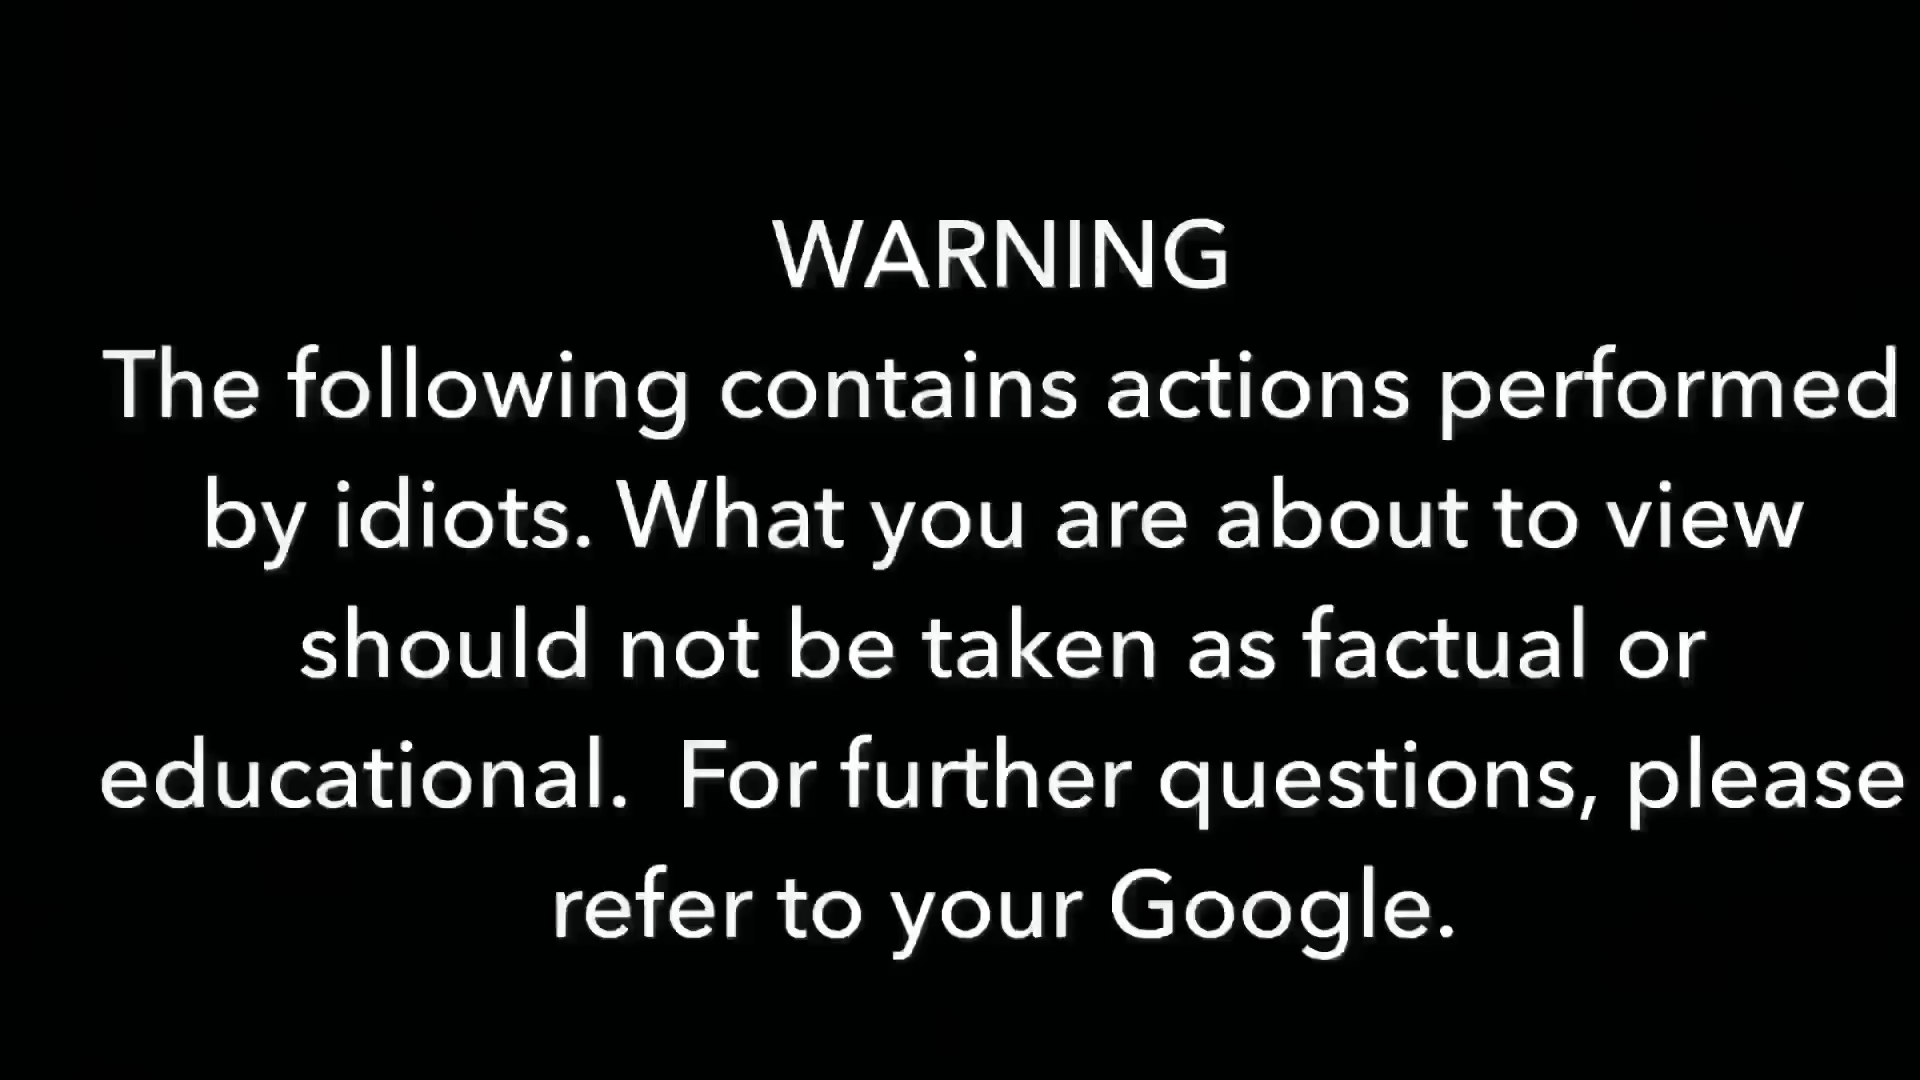 WARNING
The following contains actions performed
by idiots. What you are about to view
should not be taken as factual or
educational.  For further questions, please
refer to your Google.